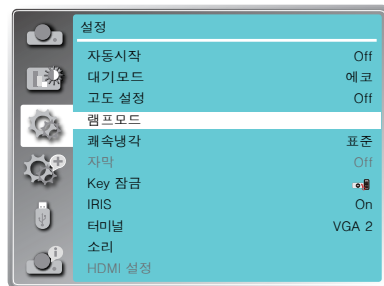 설정
자동시작 Off
대기모드 에코
고도 설정 Off
램프모드
쾌속냉각 표준
자막 Off
Key 잠금
IRIS On
터미널 VGA 2
소리
HDMI 설정